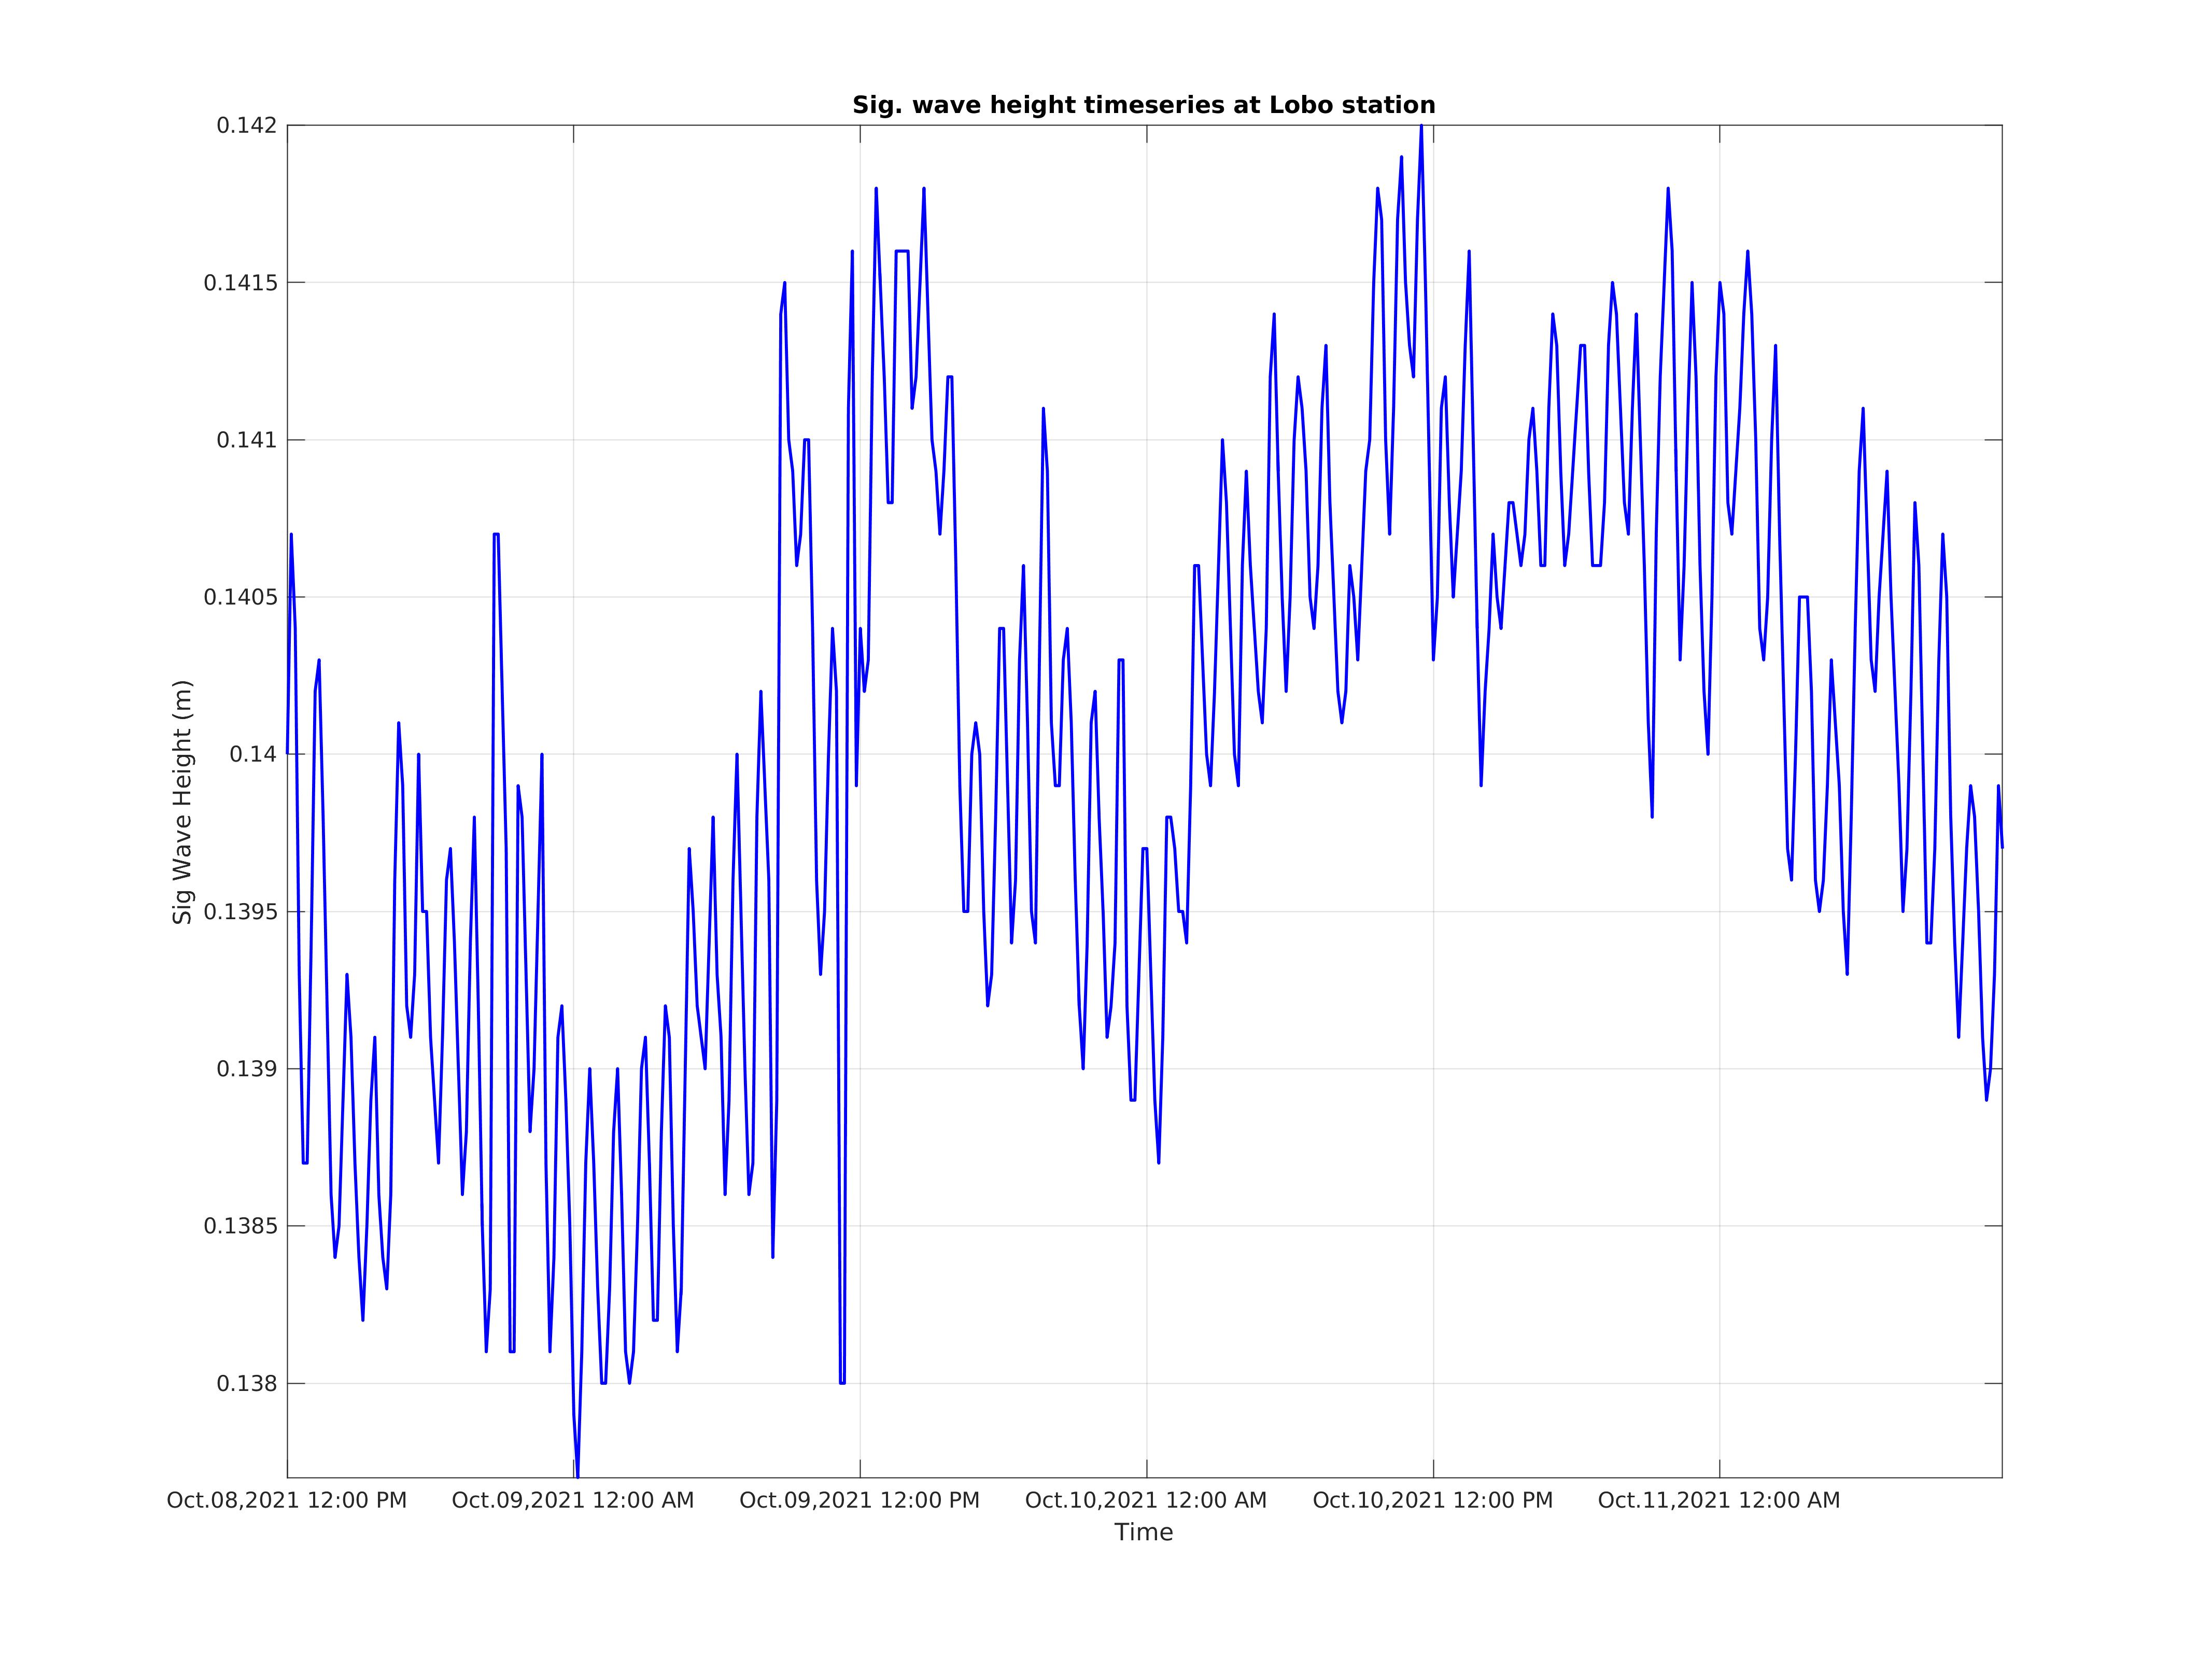 Sig. wave height timeseries at Lobo station
0.142
0.1415
0.141
0.1405
0.14
0.1395
0.139
0.1385
0.138
Sig Wave Height (m)
Oct.08,2021 12:00 PM Oct.09,2021 12:00 AM Oct.09,2021 12:00 PM Oct.10,2021 12:00 AM Oct.10,2021 12:00 PM Oct.11,2021 12:00 AM
Time